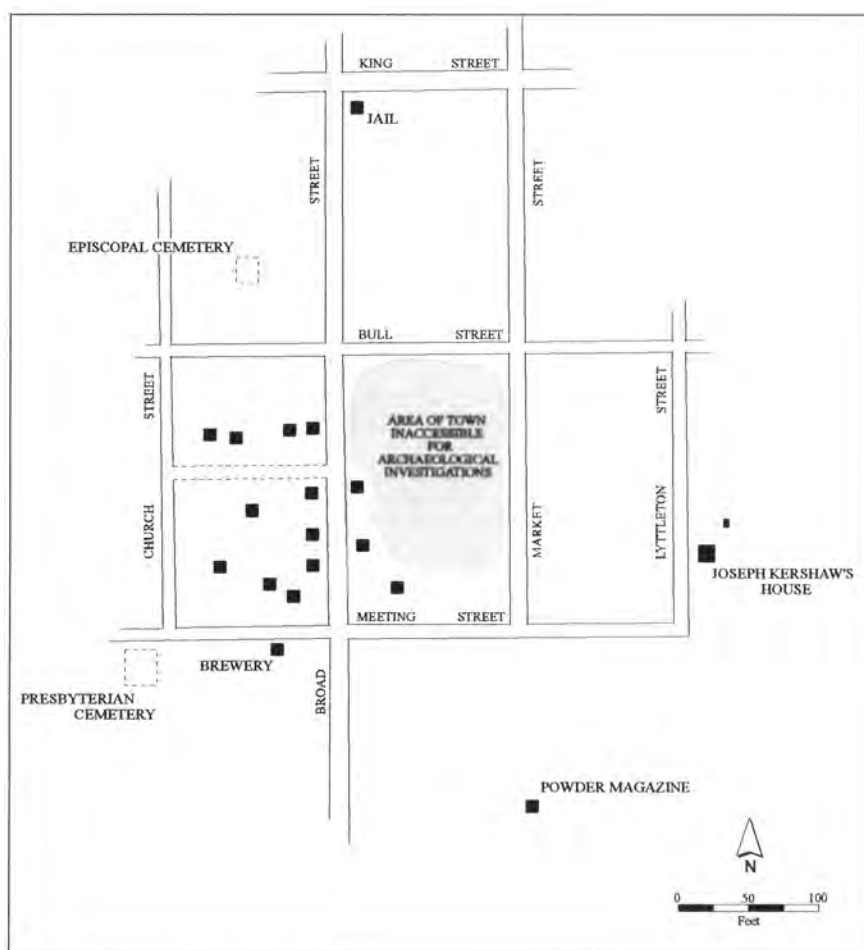 KING STREET
JAIL
STREET
STREET
EPISCOPAL CEMETERY
BULL STREET
STREET
STREET
AREA OF TOWN
INACCESSIBLE
FOR
ARCHAEOLOGICAL
INVESTIGATIONS
CHURCH
MARKET
LYTTLETON
JOSEPH KERSHAW'S
HOUSE
MEETING STREET
BREWERY
BROAD
PRESBYTERIAN
CEMETERY
POWDER MAGAZINE
N
0 50 100
Feet